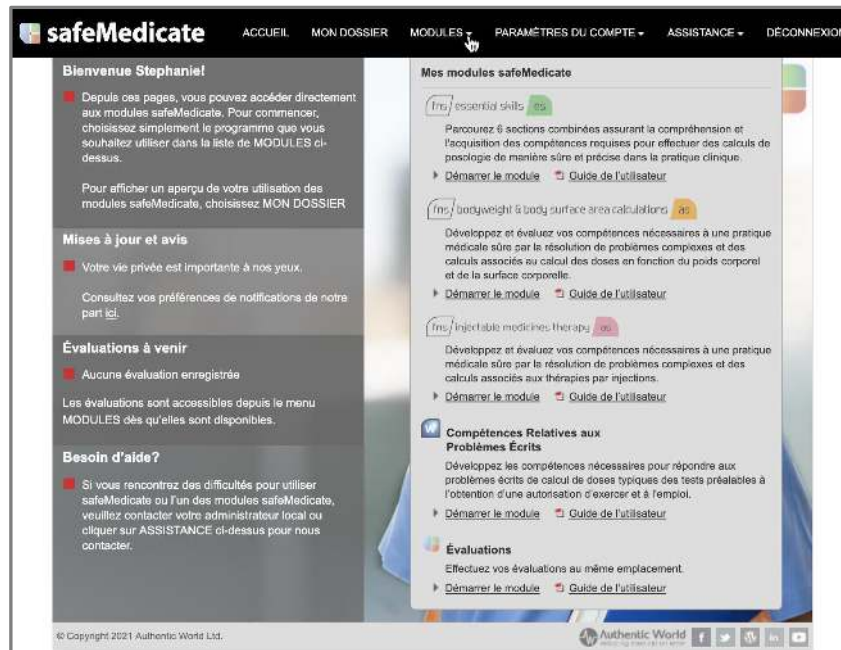 safeMedicate
ACCUEIL MON DOSSIER MODULES PARAMÈTRES DU COMPTE ASSISTANCE DÉCONNEXION
Bienvenue Stephanie!
Depuis ces pages, vous pouvez accéder directement
aux modules safeMedicate. Pour commencer,
choisissez simplement le programme que vous
souhaitez utiliser dans la liste de MODULES ci-
dessus.
Pour afficher un aperçu de votre utilisation des
modules safeMedicate, choisissez MON DOSSIER
Mises à jour et avis
Votre vie privée est importante à nos yeux.
Consultez vos préférences de notifications de notre
part ici.
Évaluations à venir
Aucune évaluation enregistrée
Les évaluations sont accessibles depuis le menu
MODULES dès qu'elles sont disponibles.
Besoin d'aide?
Si vous rencontrez des difficultés pour utiliser
safeMedicate ou l'un des modules safeMedicate,
veuillez contacter votre administrateur local ou
cliquer sur ASSISTANCE ci-dessus pour nous
contacter.
Mes modules safeMedicate
fns essential skills es
Parcourez 6 sections combinées assurant la compréhension et
l'acquisition des compétences requises pour effectuer des calculs de
posologie de manière sûre et précise dans la pratique clinique.
Démarrer le module Guide de l'utilisateur
fns bodyweight & body surface area calculations as
Développez et évaluez vos compétences nécessaires à une pratique
médicale sûre par la résolution de problèmes complexes et des
calculs associés au calcul des doses en fonction du poids corporel
et de la surface corporelle.
Démarrer le module Guide de l'utilisateur
fns injectable medicines therapy as
Développez et évaluez vos compétences nécessaires à une pratique
médicale sûre par la résolution de problèmes complexes et des
calculs associés aux thérapies par injections.
Démarrer le module Guide de l'utilisateur
Compétences Relatives aux
Problèmes Écrits
Développez les compétences nécessaires pour répondre aux
problèmes écrits de calcul de doses typiques des tests préalables à
l'obtention d'une autorisation d'exercer et à l'emploi.
Démarrer le module Guide de l'utilisateur
Évaluations
Effectuez vos évaluations au même emplacement.
Démarrer le module Guide de l'utilisateur
© Copyright 2021 Authentic World Ltd.
Authentic World